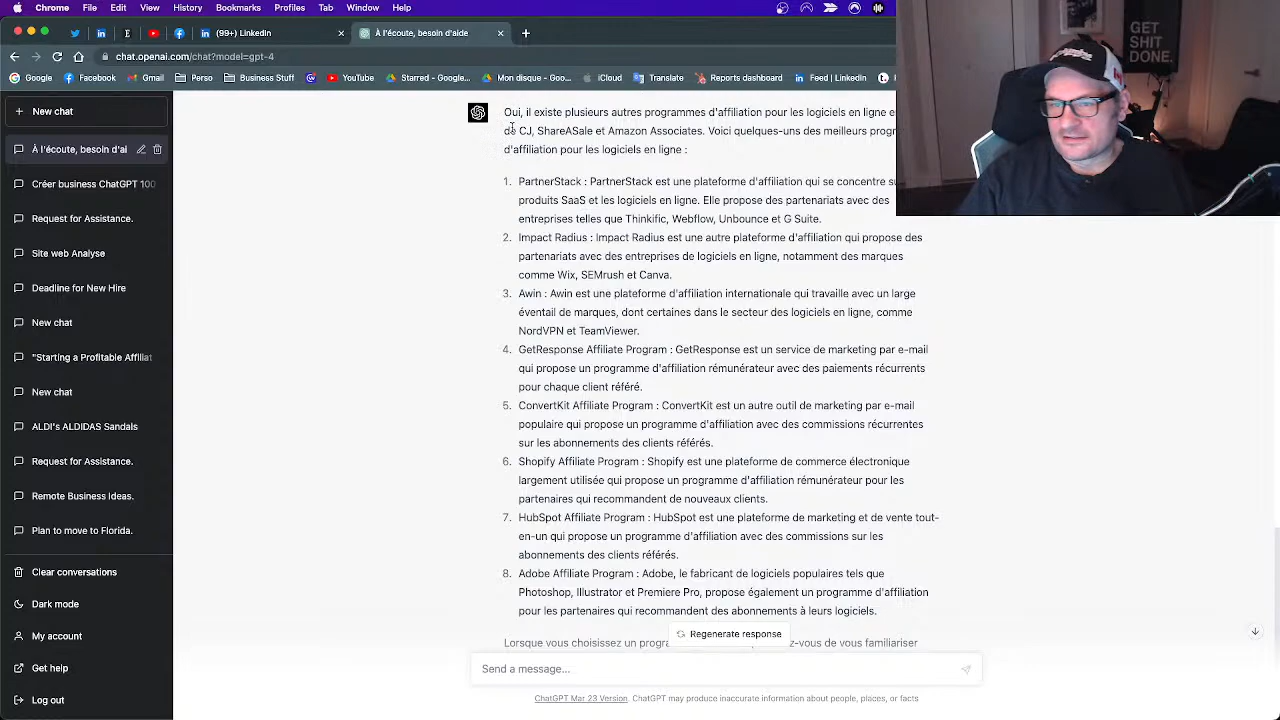 Chrome File Edit View History Bookmarks Profiles Tab Window Help
(99+) LinkedIn
À l'écoute, besoin d'aide
chat.openai.com/chat?model=gpt-4
Google Facebook Gmail Perso Business Stuff YouTube Starred - Google... Mon disque - Goo... iCloud Translate Reports dashboard Feed | LinkedIn
GET
SHIT
DONE.
New chat
À l'écoute, besoin d'ai
Créer business ChatGPT 100
Request for Assistance.
Site web Analyse
Deadline for New Hire
New chat
"Starting a Profitable Affiliat
New chat
ALDI's ALDIDAS Sandals
Request for Assistance.
Remote Business Ideas.
Plan to move to Florida.
Clear conversations
Dark mode
My account
Get help
Log out
Oui, il existe plusieurs autres programmes d'affiliation pour les logiciels en ligne e
de CJ, ShareASale et Amazon Associates. Voici quelques-uns des meilleurs progr
d'affiliation pour les logiciels en ligne :
1. PartnerStack : PartnerStack est une plateforme d'affiliation qui se concentre su
produits SaaS et les logiciels en ligne. Elle propose des partenariats avec des
entreprises telles que Thinkific, Webflow, Unbounce et G Suite.
2. Impact Radius : Impact Radius est une autre plateforme d'affiliation qui propose des
partenariats avec des entreprises de logiciels en ligne, notamment des marques
comme Wix, SEMrush et Canva.
3. Awin : Awin est une plateforme d'affiliation internationale qui travaille avec un large
éventail de marques, dont certaines dans le secteur des logiciels en ligne, comme
NordVPN et TeamViewer.
4. GetResponse Affiliate Program : GetResponse est un service de marketing par e-mail
qui propose un programme d'affiliation rémunérateur avec des paiements récurrents
pour chaque client référé.
5. ConvertKit Affiliate Program : ConvertKit est un autre outil de marketing par e-mail
populaire qui propose un programme d'affiliation avec des commissions récurrentes
sur les abonnements des clients référés.
6. Shopify Affiliate Program : Shopify est une plateforme de commerce électronique
largement utilisée qui propose un programme d'affiliation rémunérateur pour les
partenaires qui recommandent de nouveaux clients.
7. HubSpot Affiliate Program : HubSpot est une plateforme de marketing et de vente tout-
en-un qui propose un programme d'affiliation avec des commissions sur les
abonnements des clients référés.
8. Adobe Affiliate Program : Adobe, le fabricant de logiciels populaires tels que
Photoshop, Illustrator et Premiere Pro, propose également un programme d'affiliation
pour les partenaires qui recommandent des abonnements à leurs logiciels.
Lorsque vous choisissez un progra z-vous de vous familiariser
Regenerate response
Send a message...
ChatGPT Mar 23 Version. ChatGPT may produce inaccurate information about people, places, or facts